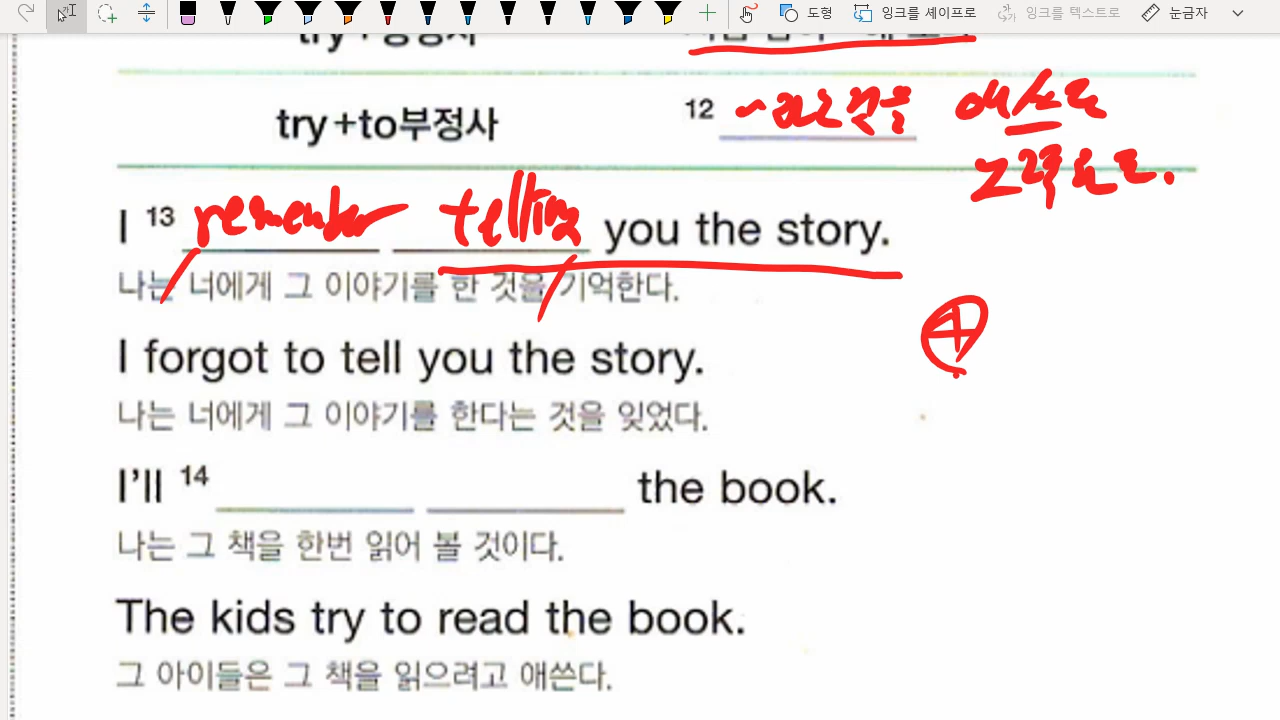 도형 잉크를 셰이프로 잉크를 텍스트로 눈금자
try+to부정사 12 ~하는것을 애쓰다
노력하다.
I 13 remember telling you the story.
나는 너에게 그 이야기를 한 것을 기억한다.
I forgot to tell you the story.
나는 너에게 그 이야기를 한다는 것을 잊었다.
I'll 14 the book.
나는 그 책을 한번 읽어 볼 것이다.
The kids try to read the book.
그 아이들은 그 책을 읽으려고 애쓴다.